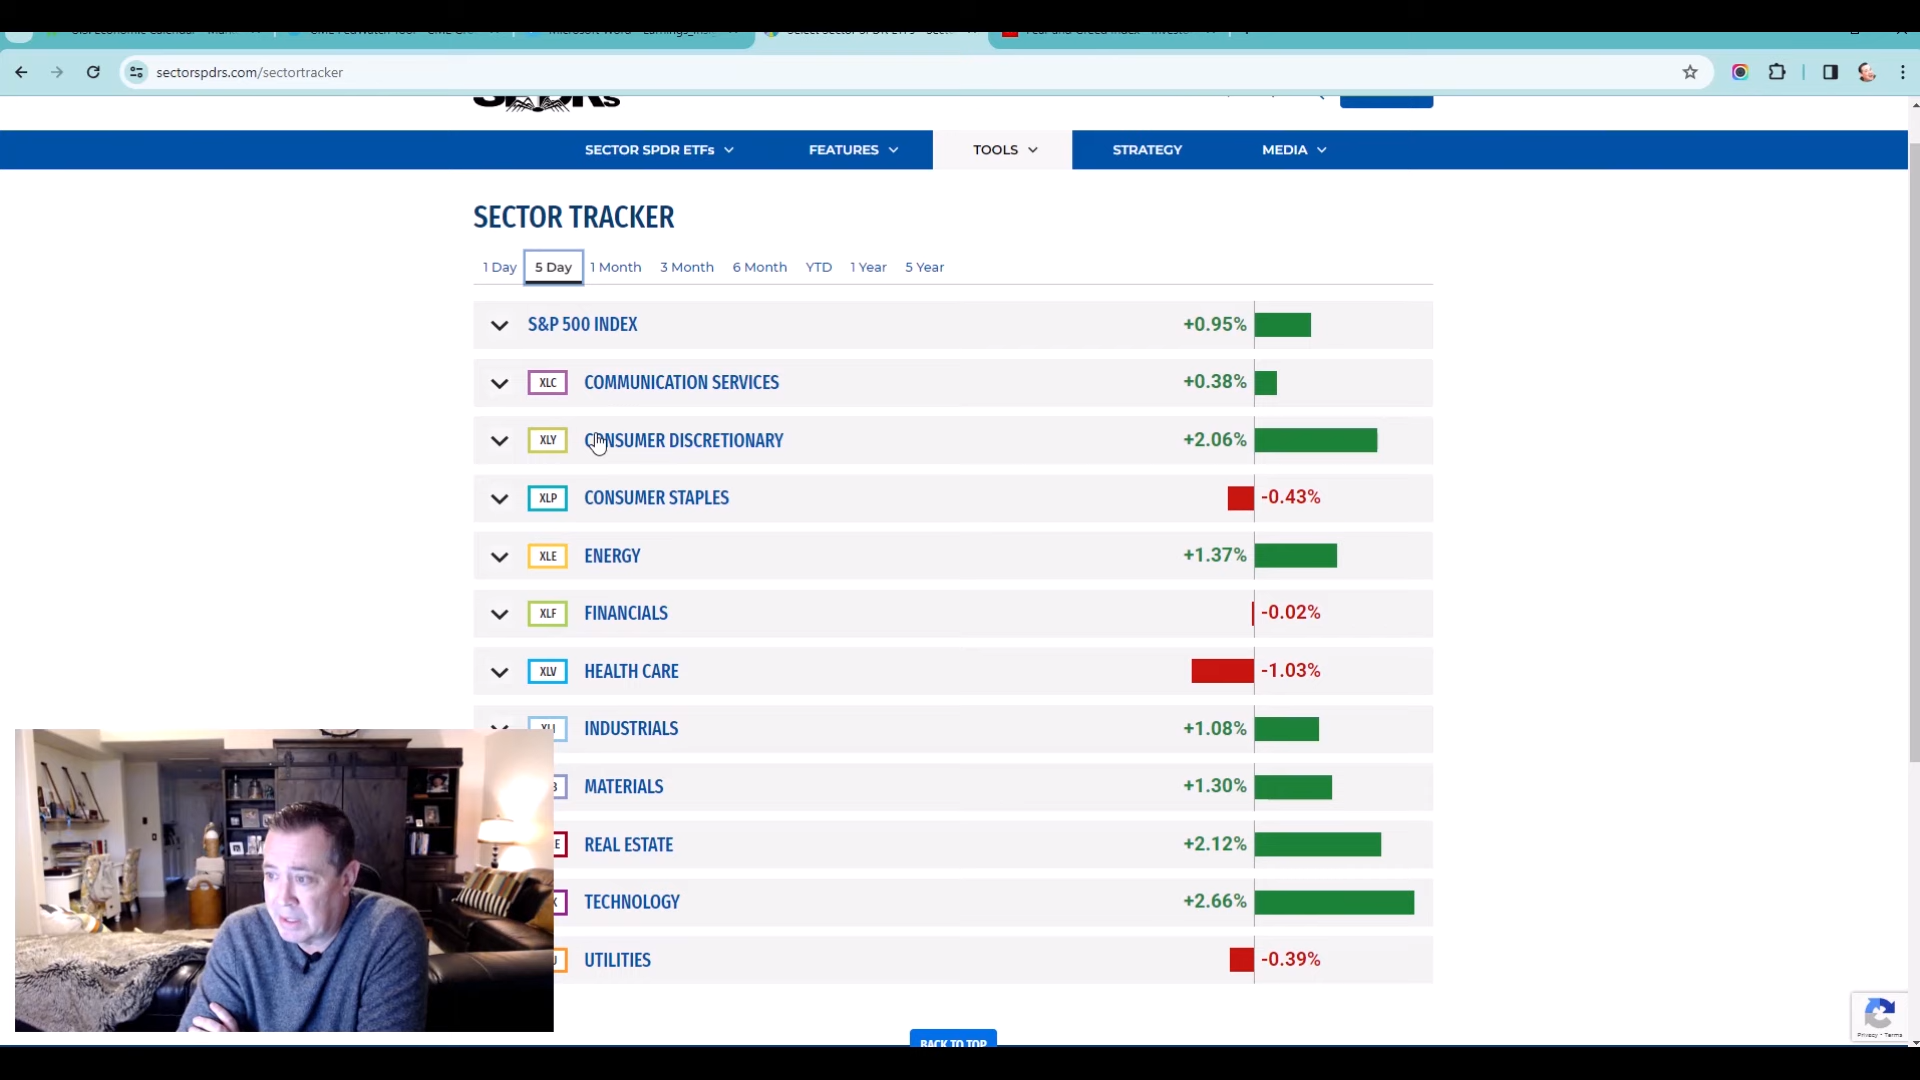 sectorspdrs.com/sectortracker
SPDRs
SECTOR SPDR ETFs
FEATURES
TOOLS
STRATEGY
MEDIA
SECTOR TRACKER
1 Day
5 Day
1 Month
3 Month
6 Month
YTD
1 Year
5 Year
S&P 500 INDEX
+0.95%
XLC
COMMUNICATION SERVICES
+0.38%
XLY
CONSUMER DISCRETIONARY
+2.06%
XLP
CONSUMER STAPLES
-0.43%
XLE
ENERGY
+1.37%
XLF
FINANCIALS
-0.02%
XLV
HEALTH CARE
-1.03%
XLI
INDUSTRIALS
+1.08%
MATERIALS
+1.30%
REAL ESTATE
+2.12%
TECHNOLOGY
+2.66%
UTILITIES
-0.39%
BACK TO TOP
Privacy - Terms